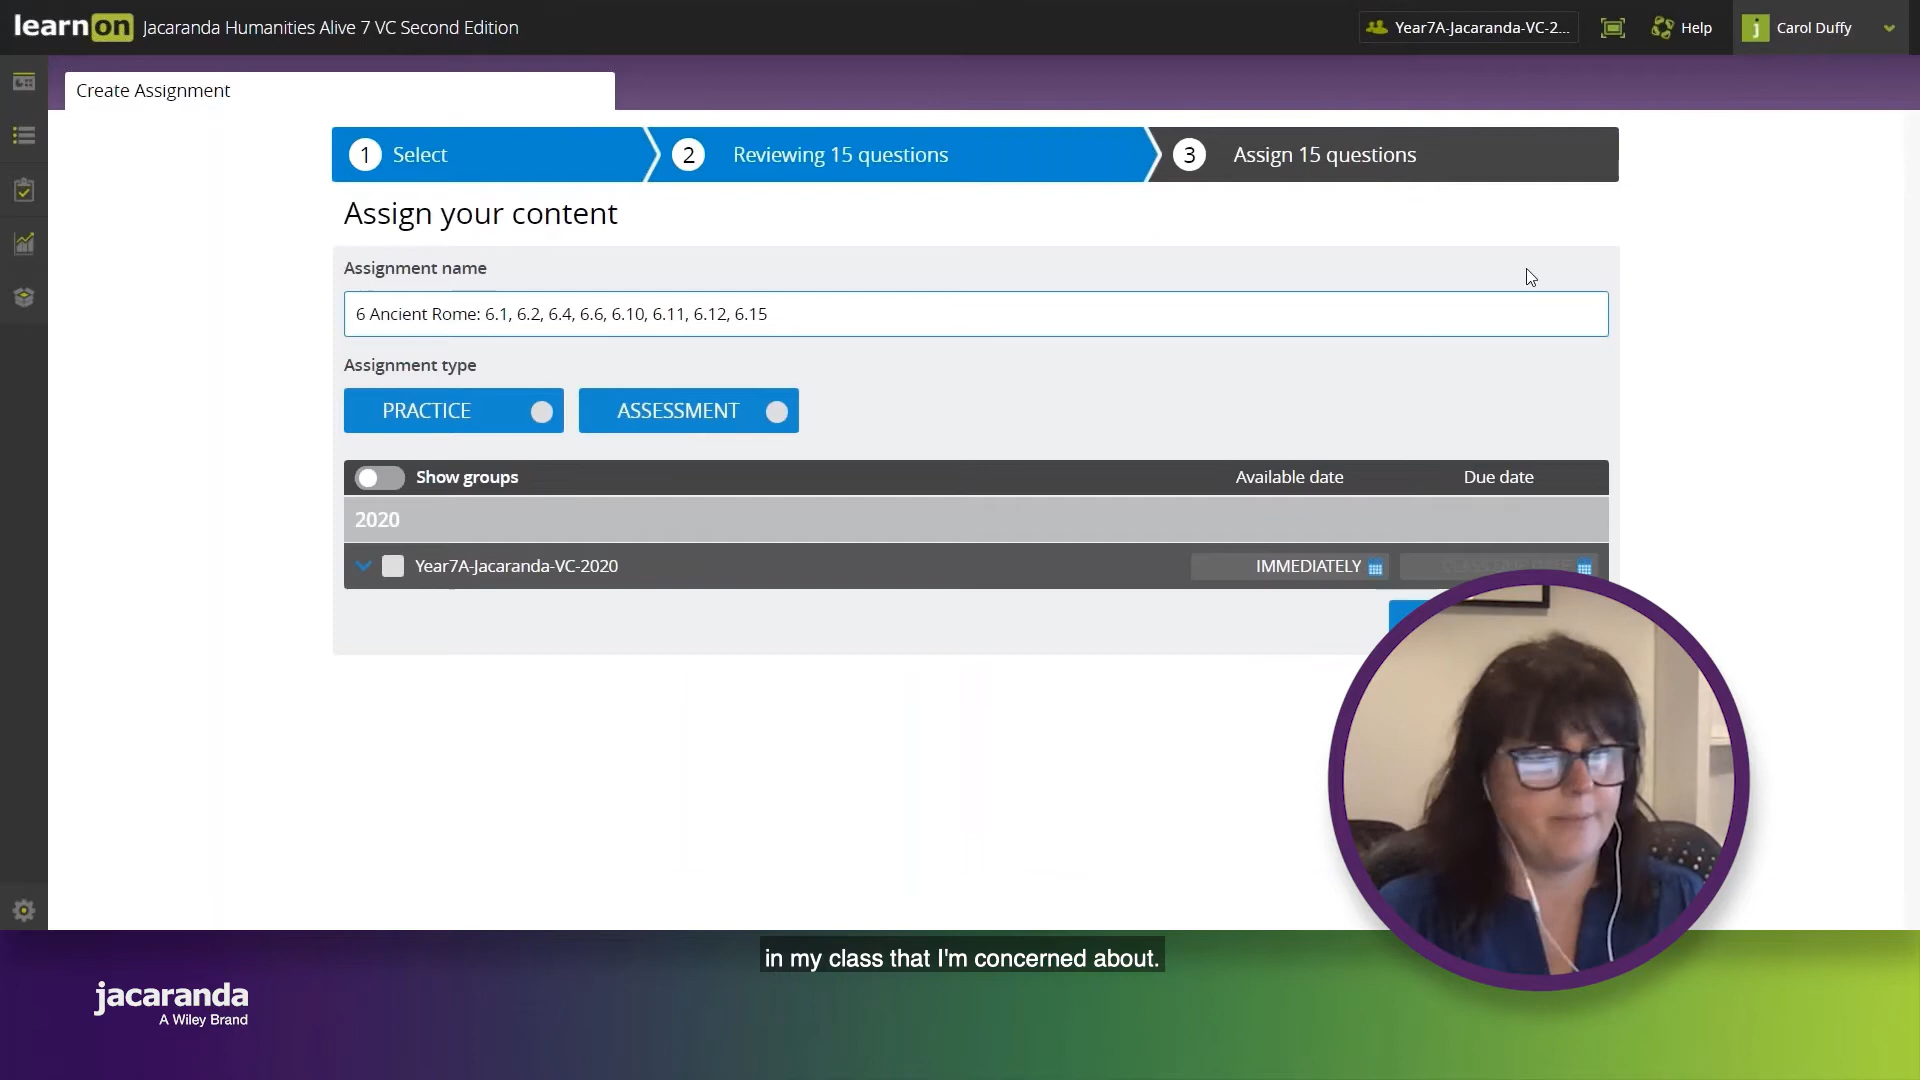 learnon Jacaranda Humanities Alive 7 VC Second Edition
Year7A-Jacaranda-VC-2... Help j Carol Duffy
Create Assignment
1 Select 2 Reviewing 15 questions 3 Assign 15 questions
Assign your content
Assignment name
6 Ancient Rome: 6.1, 6.2, 6.4, 6.6, 6.10, 6.11, 6.12, 6.15
Assignment type
PRACTICE ASSESSMENT
Show groups Available date Due date
2020
Year7A-Jacaranda-VC-2020 IMMEDIATELY
in my class that I'm concerned about.
jacaranda
A Wiley Brand